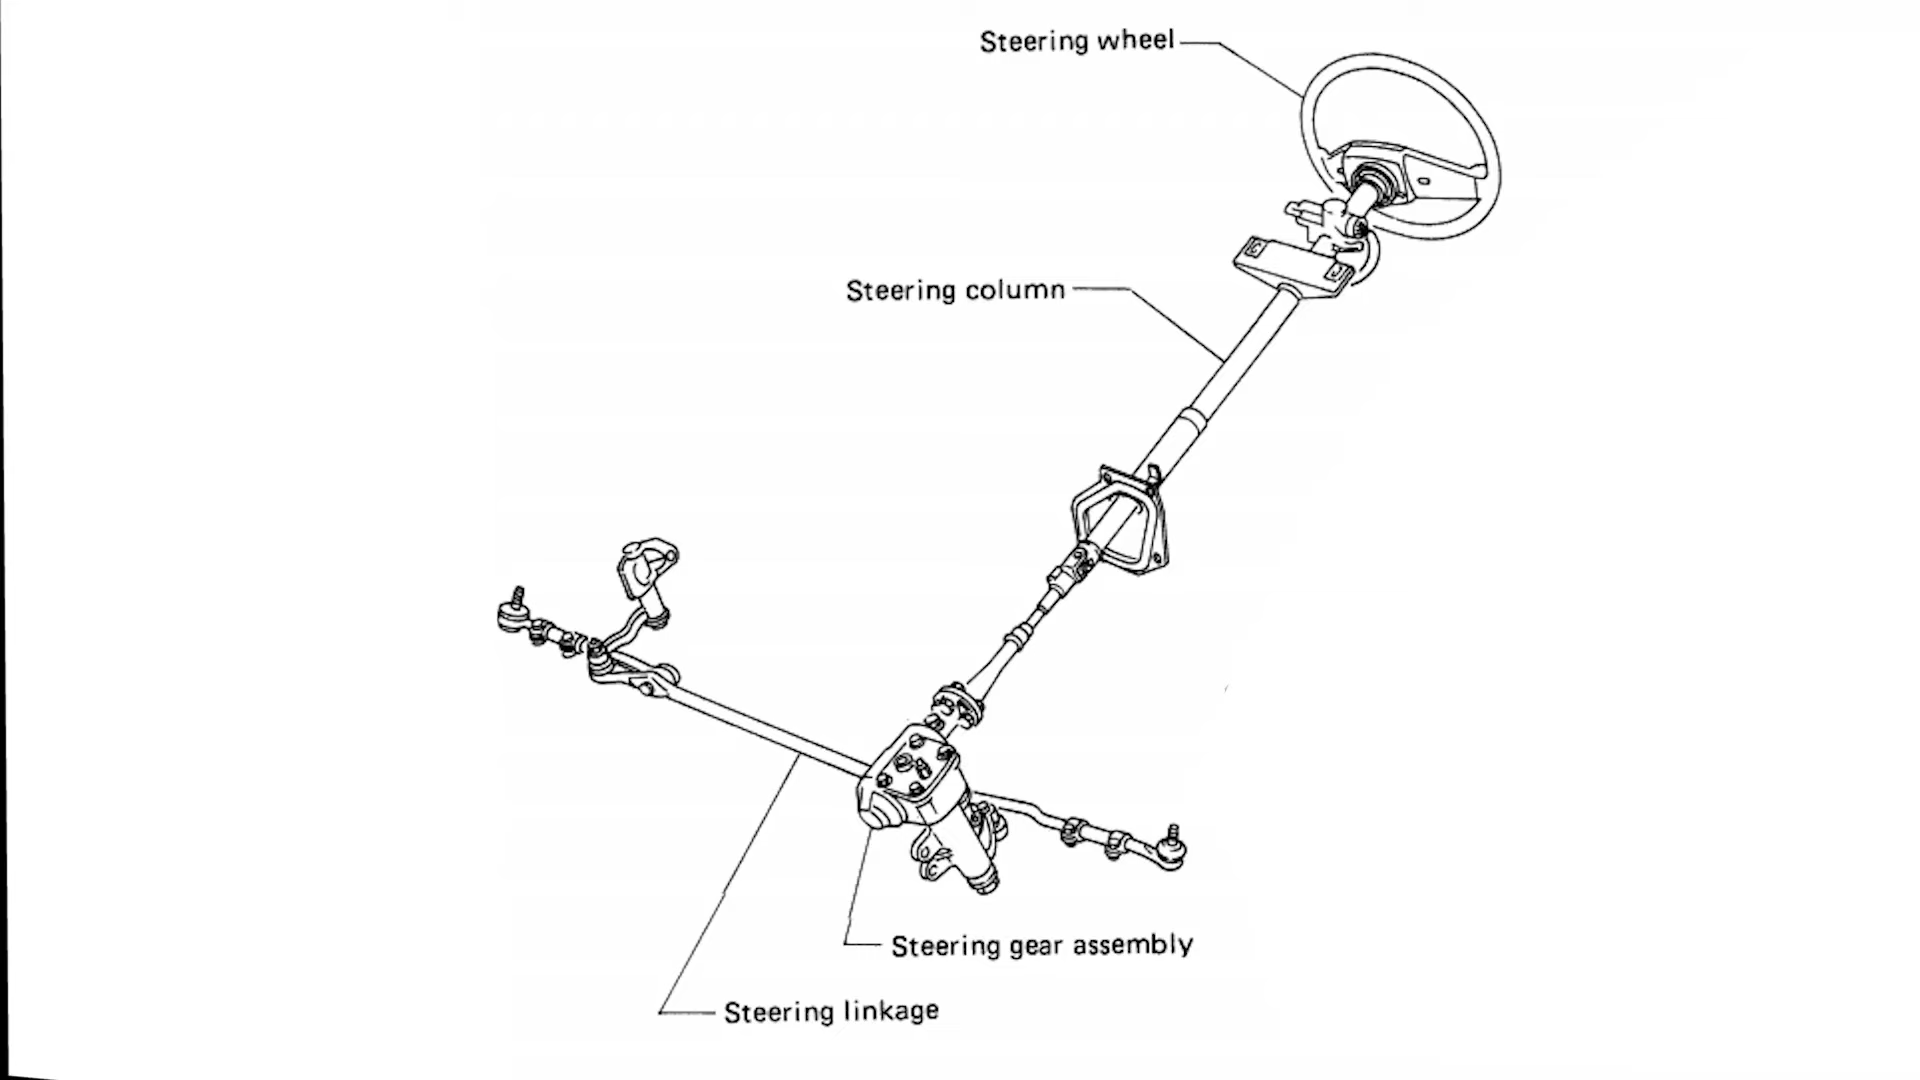 Steering wheel
Steering column
Steering gear assembly
Steering linkage